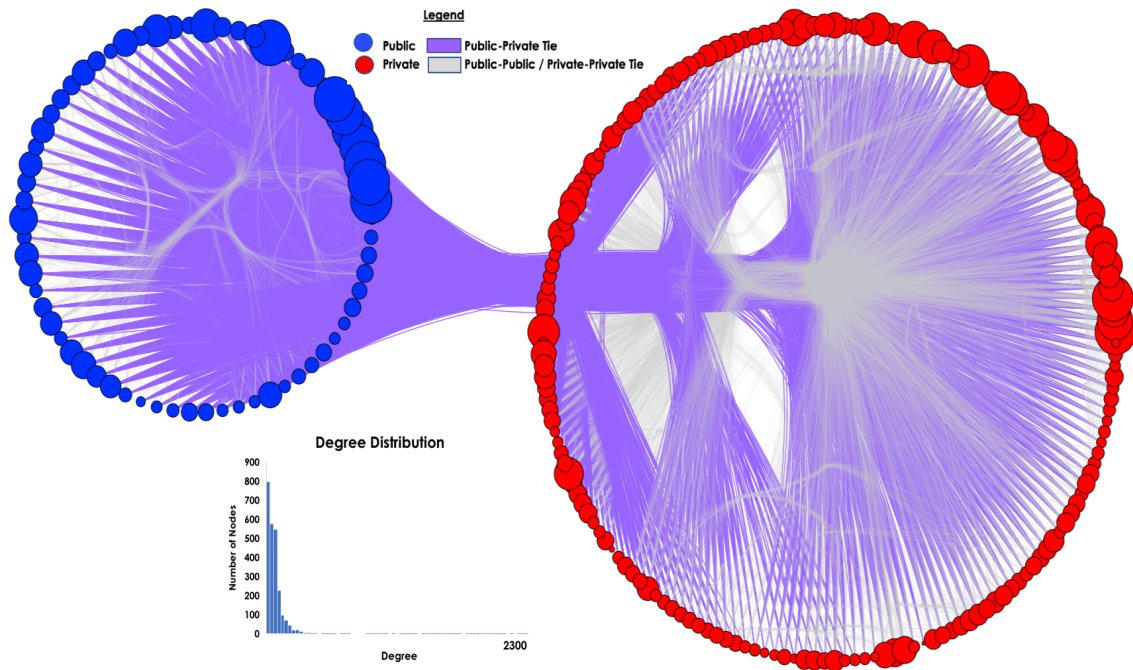 Legend
Public
Public-Private Tie
Private
Public-Public / Private-Private Tie
Degree Distribution
Number of Nodes
900
800
700
600
500
400
300
200
100
0
2300
Degree